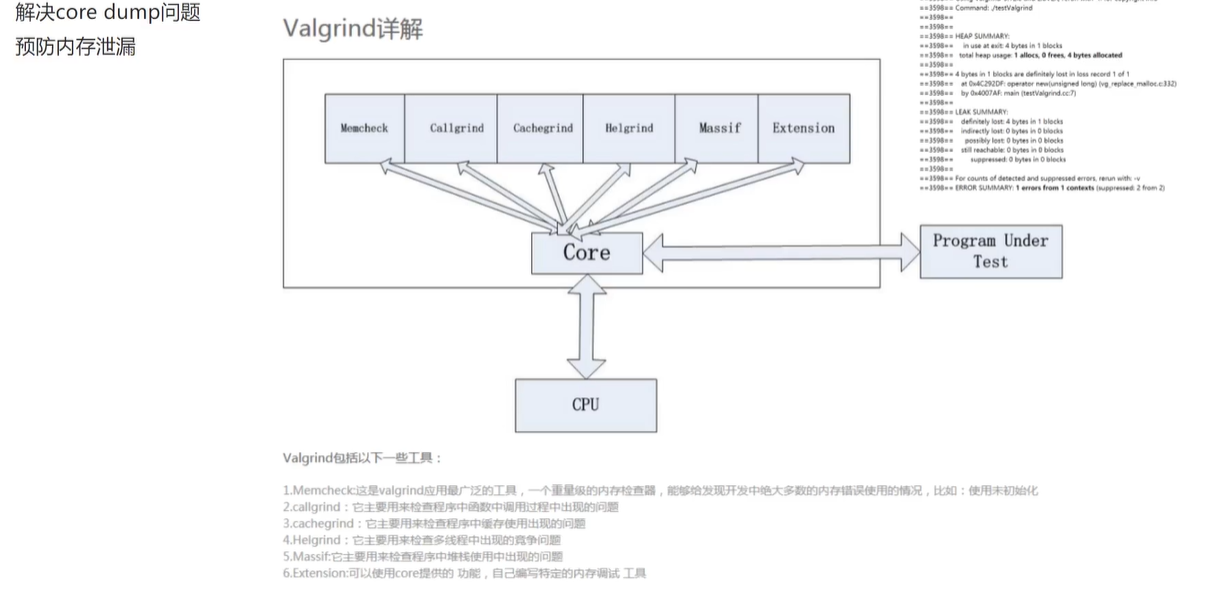 解决core dump问题
预防内存泄漏
Valgrind详解
Memcheck
Callgrind
Cachegrind
Helgrind
Massif
Extension
Core
Program Under
Test
CPU
==3598== Command: ./testValgrind
==3598==
==3598==
==3598== HEAP SUMMARY:
==3598== in use at exit: 4 bytes in 1 blocks
==3598== total heap usage: 1 allocs, 0 frees, 4 bytes allocated
==3598==
==3598== 4 bytes in 1 blocks are definitely lost in loss record 1 of 1
==3598== at 0x4C292DF: operator new(unsigned long) (vg_replace_malloc.c:332)
==3598== by 0x4007AF: main (testValgrind.cc:7)
==3598==
==3598== LEAK SUMMARY:
==3598== definitely lost: 4 bytes in 1 blocks
==3598== indirectly lost: 0 bytes in 0 blocks
==3598== possibly lost: 0 bytes in 0 blocks
==3598== still reachable: 0 bytes in 0 blocks
==3598== suppressed: 0 bytes in 0 blocks
==3598==
==3598== For counts of detected and suppressed errors, rerun with: -v
==3598== ERROR SUMMARY: 1 errors from 1 contexts (suppressed: 2 from 2)
Valgrind包括以下一些工具：
1.Memcheck:这是valgrind应用最广泛的工具，一个重量级的内存检查器，能够给发现开发中绝大多数的内存错误使用的情况，比如：使用未初始化
2.callgrind：它主要用来检查程序中函数中调用过程中出现的问题
3.cachegrind：它主要用来检查程序中缓存使用出现的问题
4.Helgrind：它主要用来检查多线程中出现的竞争问题
5.Massif:它主要用来检查程序中堆栈使用中出现的问题
6.Extension:可以使用core提供的 功能，自己编写特定的内存调试 工具